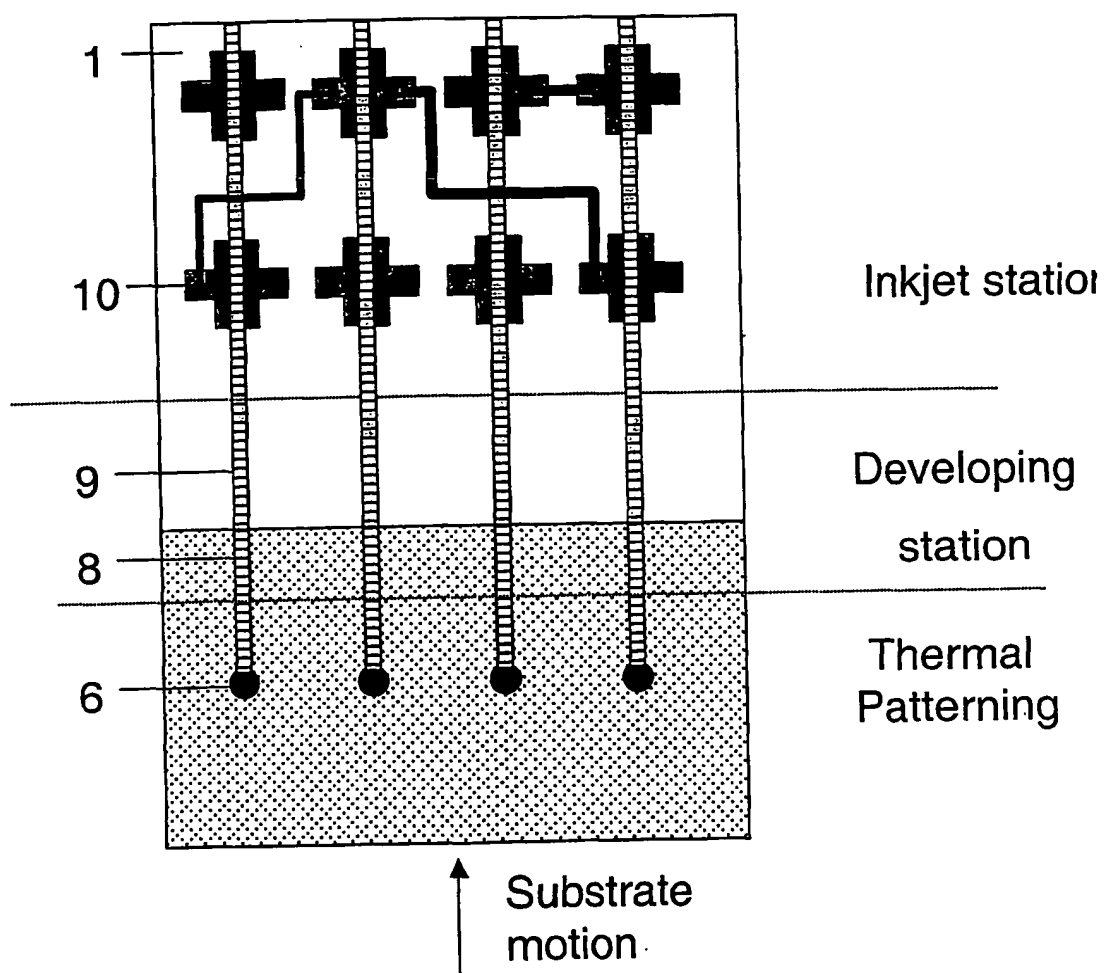 1
10
Inkjet statio
9
Developing
8
station
6
Thermal
Patterning
Substrate
motion